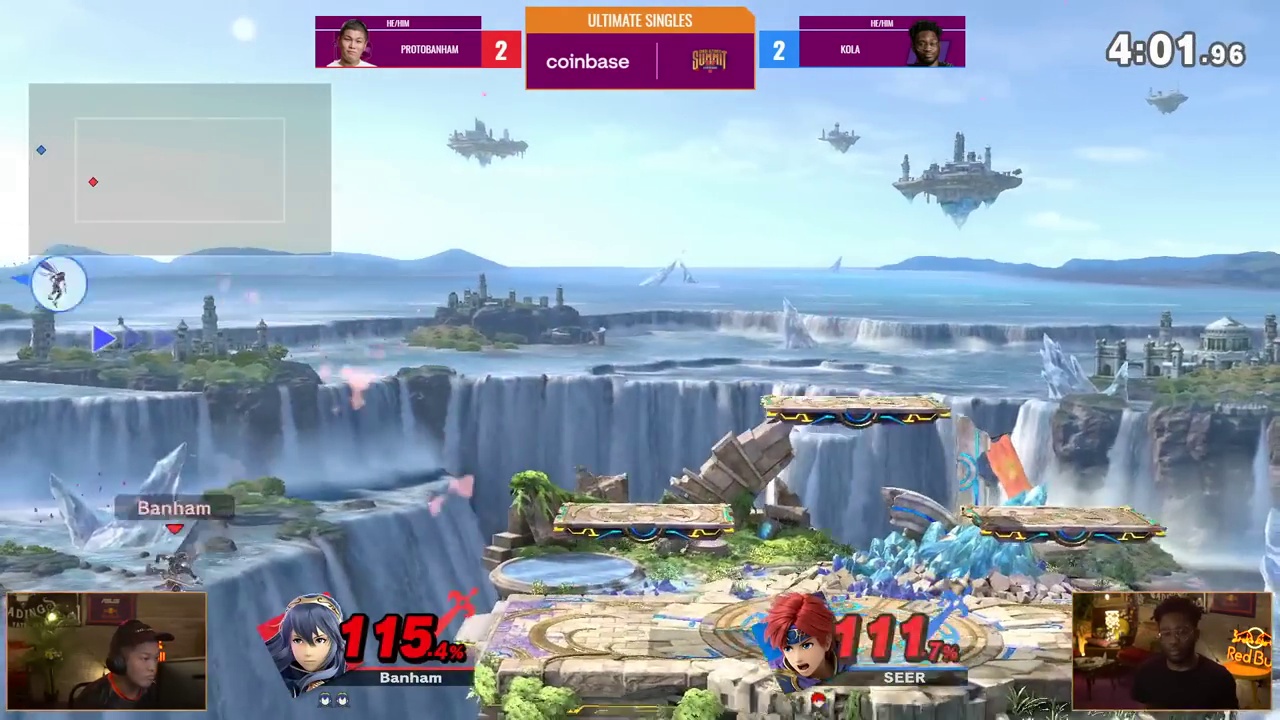 HE/HIM
PROTOBANHAM
2
ULTIMATE SINGLES
coinbase
SUMMIT
2
HE/HIM
KOLA
4:01.96
Banham
115.4%
Banham
111.7%
SEER
Red Bu